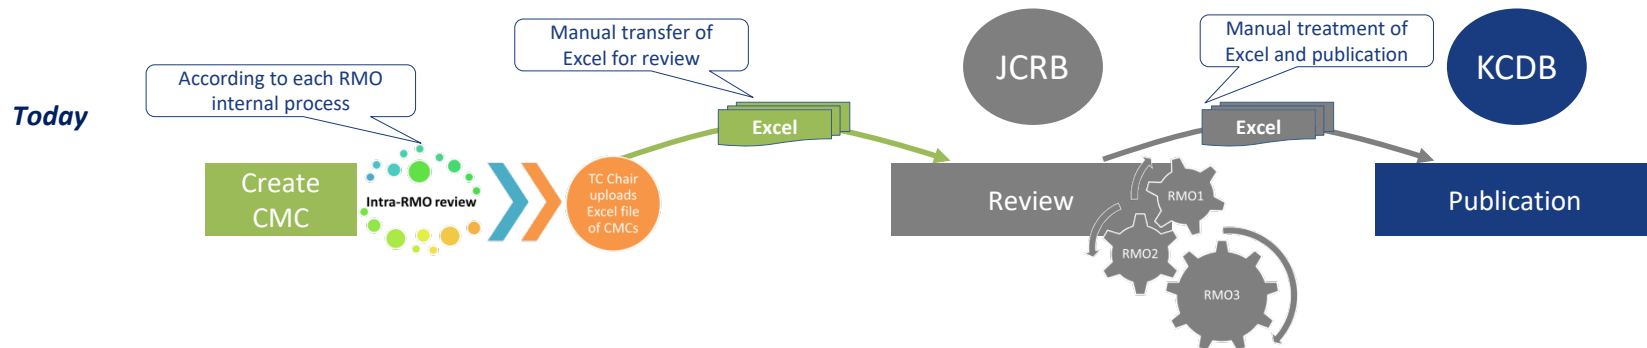 Today
According to each RMO
internal process
Create
CMC
Intra-RMO review
TC Chair
uploads
Excel file
of CMCs
Manual transfer of
Excel for review
Excel
JCRB
Review
RMO1
RMO2
RMO3
Manual treatment of
Excel and publication
Excel
KCDB
Publication